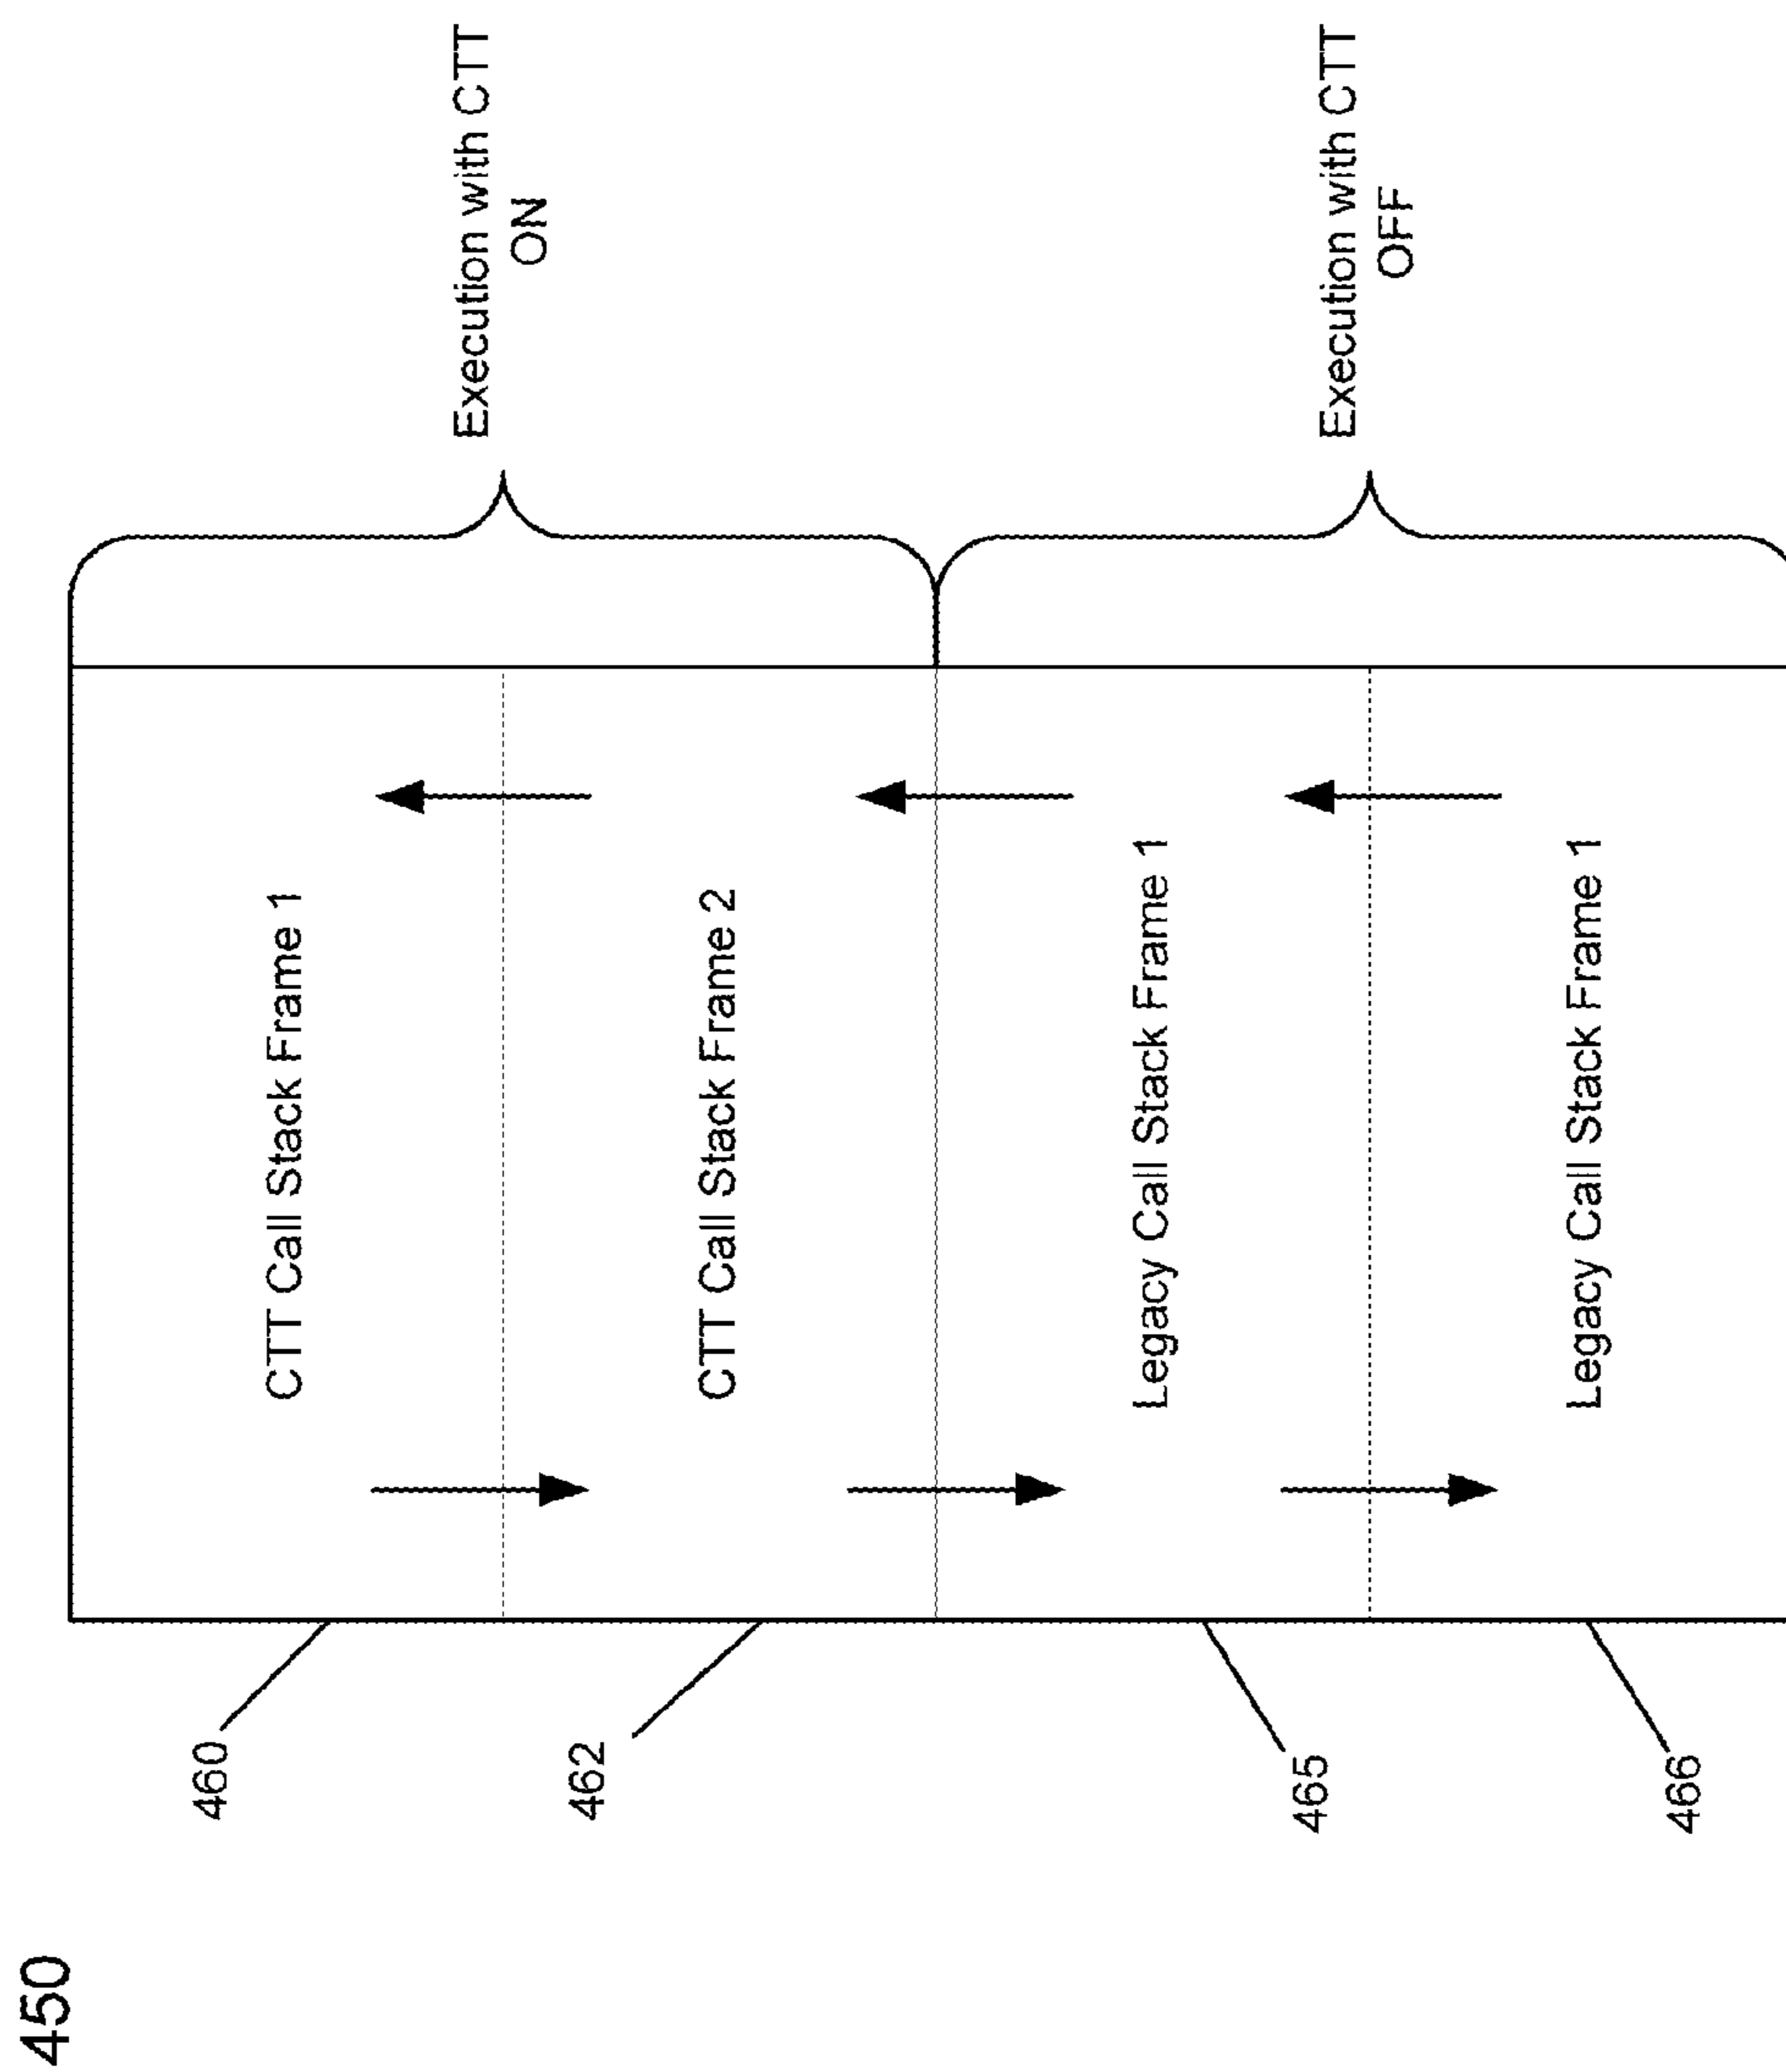 450
460
CTT Call Stack Frame 1
Execution with CTT
ON
462
CTT Call Stack Frame 2
465
Legacy Call Stack Frame 1
Execution with CTT
OFF
466
Legacy Call Stack Frame 1